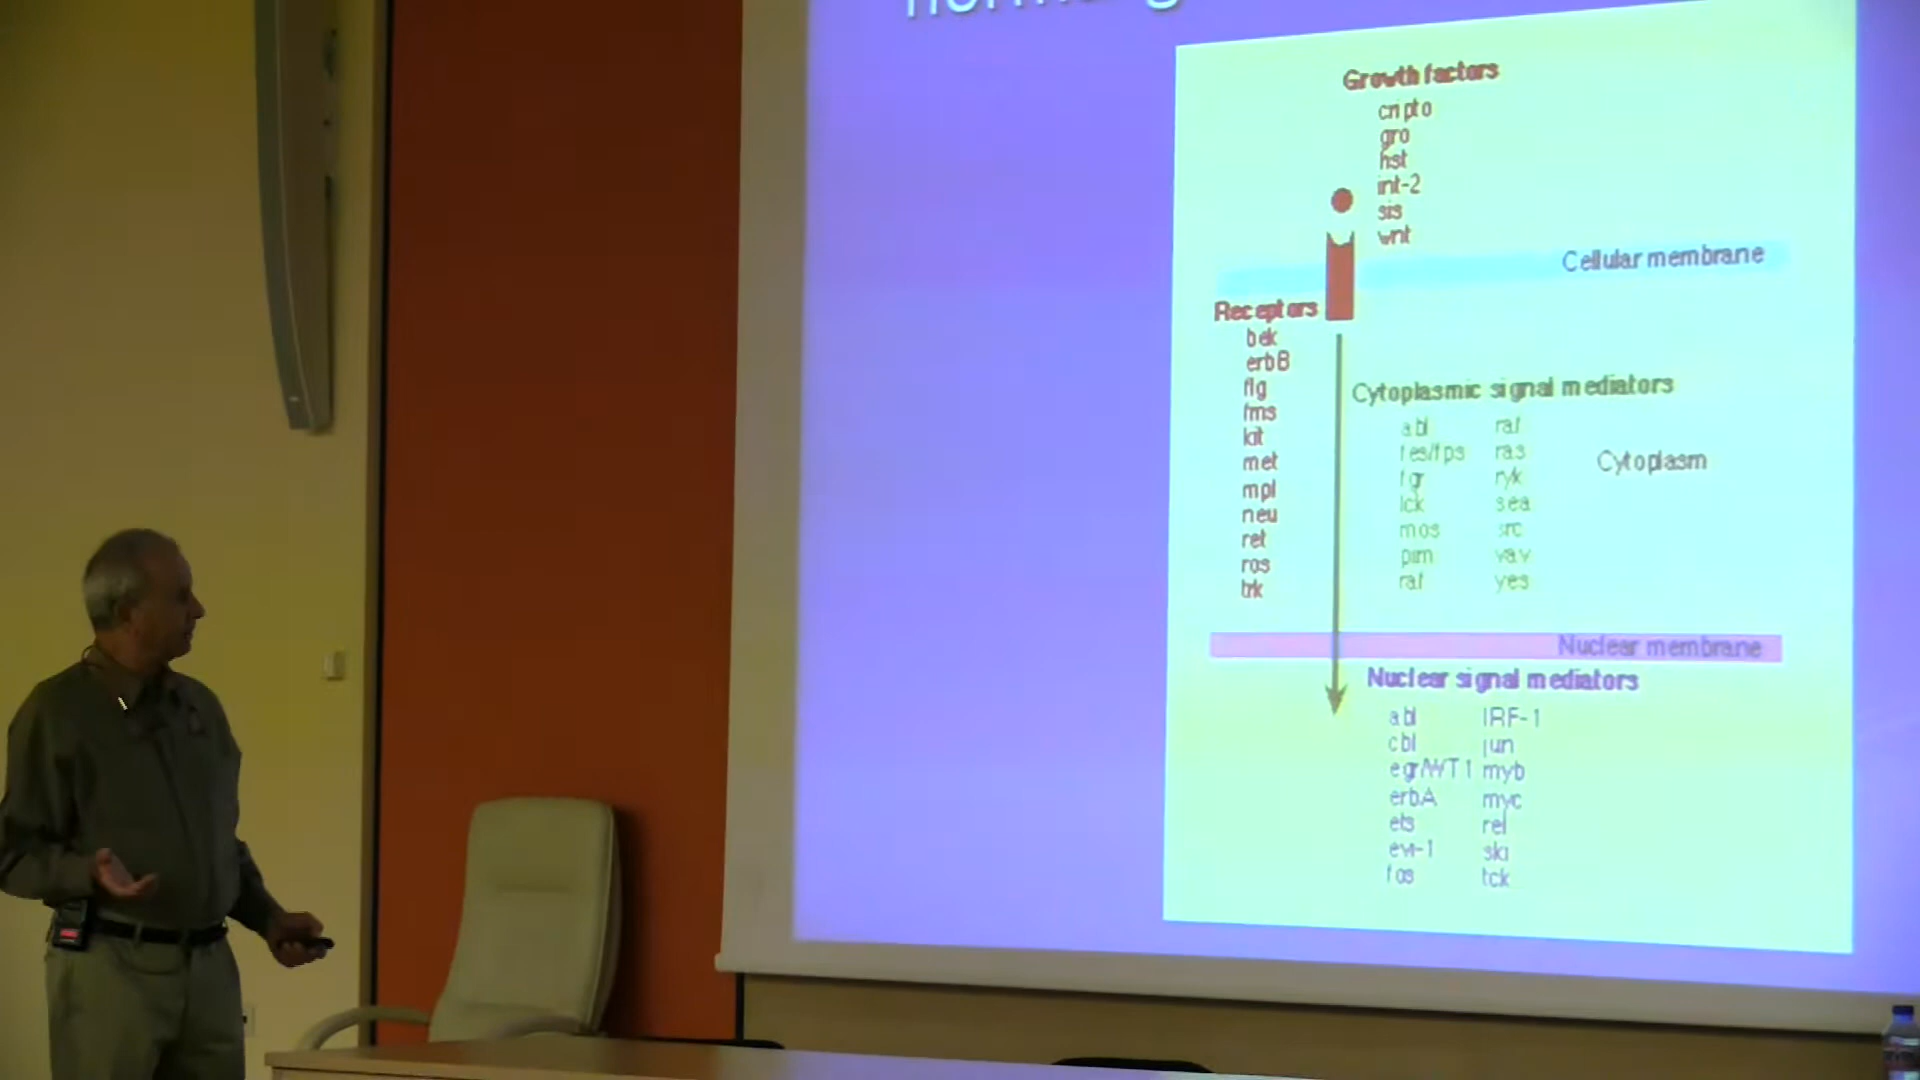 Growth factors
cripto
gro
hst
int-2
sis
wnt
Cellular membrane
Receptors
bek
erbB
flg
fms
kit
met
mpl
neu
ret
ros
trk
Cytoplasmic signal mediators
abl raf
fes/fps ras
fgr ryk
lck sea
mos src
pim vav
raf yes
Cytoplasm
Nuclear membrane
Nuclear signal mediators
abl IRF-1
cbl jun
egr/WT1 myb
erbA myc
ets rel
evi-1 ski
fos tck